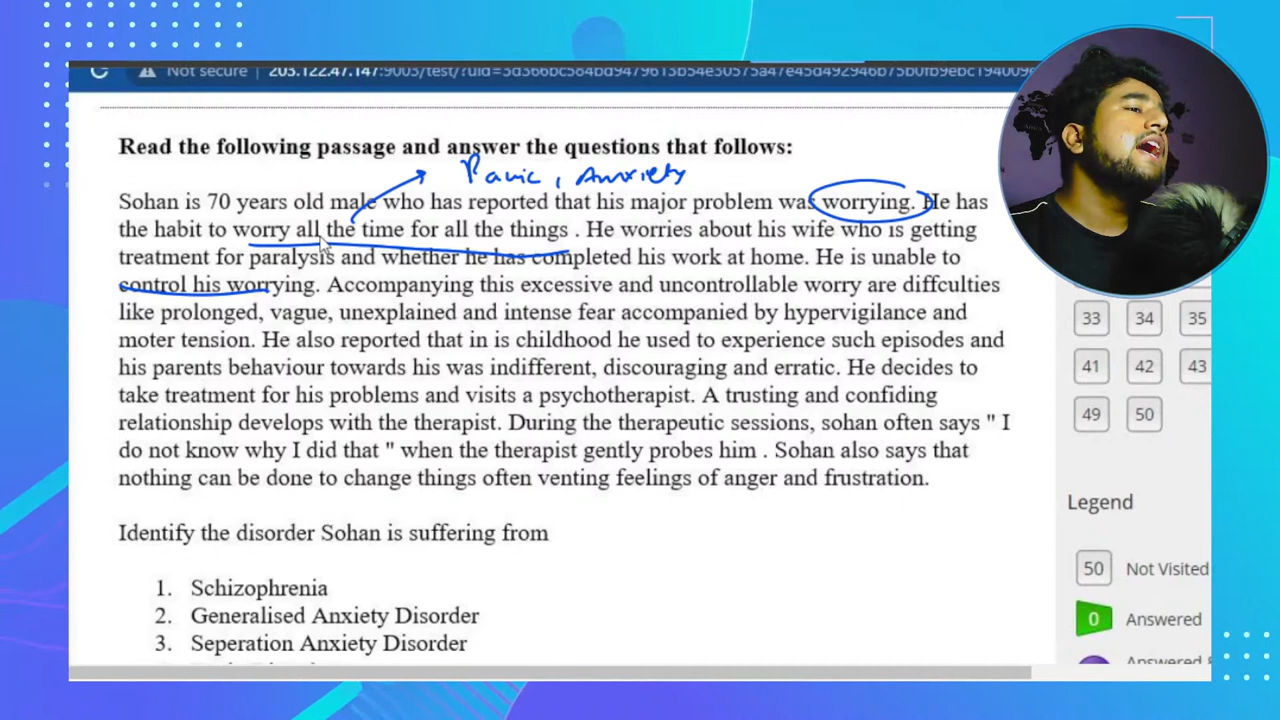 Not secure 203.122.47.147:9003/test/?uid=3d366bc584bd9479613b54e30575a47e45d492946b75b0fb9ebc194009
Read the following passage and answer the questions that follows:
Panic, Anxiety
Sohan is 70 years old male who has reported that his major problem was worrying. He has
the habit to worry all the time for all the things . He worries about his wife who is getting
treatment for paralysis and whether he has completed his work at home. He is unable to
control his worrying. Accompanying this excessive and uncontrollable worry are diffculties
like prolonged, vague, unexplained and intense fear accompanied by hypervigilance and
moter tension. He also reported that in is childhood he used to experience such episodes and
his parents behaviour towards his was indifferent, discouraging and erratic. He decides to
take treatment for his problems and visits a psychotherapist. A trusting and confiding
relationship develops with the therapist. During the therapeutic sessions, sohan often says " I
do not know why I did that " when the therapist gently probes him . Sohan also says that
nothing can be done to change things often venting feelings of anger and frustration.
Identify the disorder Sohan is suffering from
1. Schizophrenia
2. Generalised Anxiety Disorder
3. Seperation Anxiety Disorder
33 34 35
41 42 43
49 50
Legend
50 Not Visited
0 Answered
Answered &